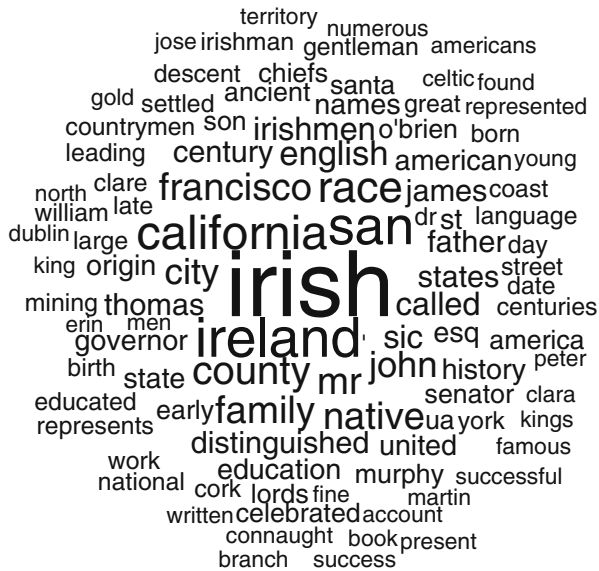 territory
numerous
jose irishman gentleman americans
descent chiefs santa celtic found
gold settled ancient names great represented
countrymen son irishmen o'brien born
leading century english american young
north clare francisco race james coast
william late california san dr st language
dublin large father day
king origin city irish states street
date
mining thomas called centuries
erin men
governor ireland ' sic esq america
birth state county mr john history peter
educated senator clara
represents early family native ua york kings
distinguished united famous
work education murphy successful
national cork lords fine martin
written celebrated account
connaught book present
branch success